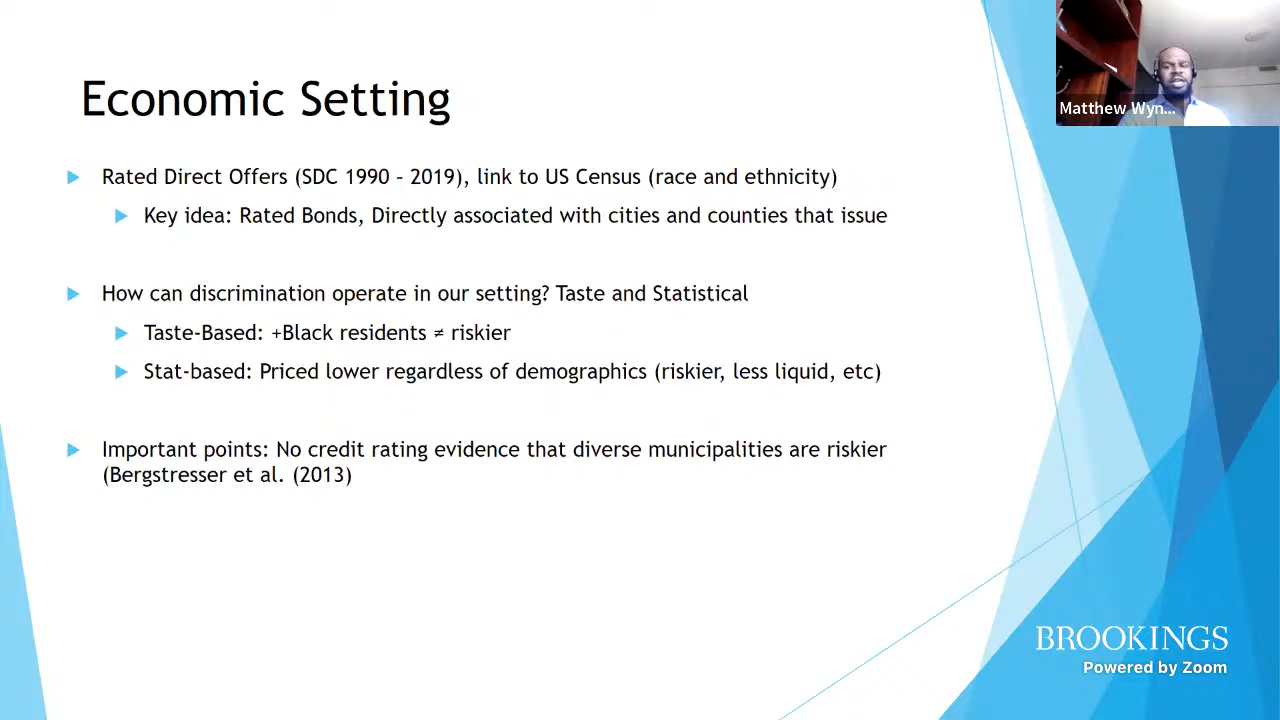 Economic Setting
Matthew Wyn...
Rated Direct Offers (SDC 1990 – 2019), link to US Census (race and ethnicity)
Key idea: Rated Bonds, Directly associated with cities and counties that issue
How can discrimination operate in our setting? Taste and Statistical
Taste-Based: +Black residents ≠ riskier
Stat-based: Priced lower regardless of demographics (riskier, less liquid, etc)
Important points: No credit rating evidence that diverse municipalities are riskier
(Bergstresser et al. (2013)
BROOKINGS
Powered by Zoom